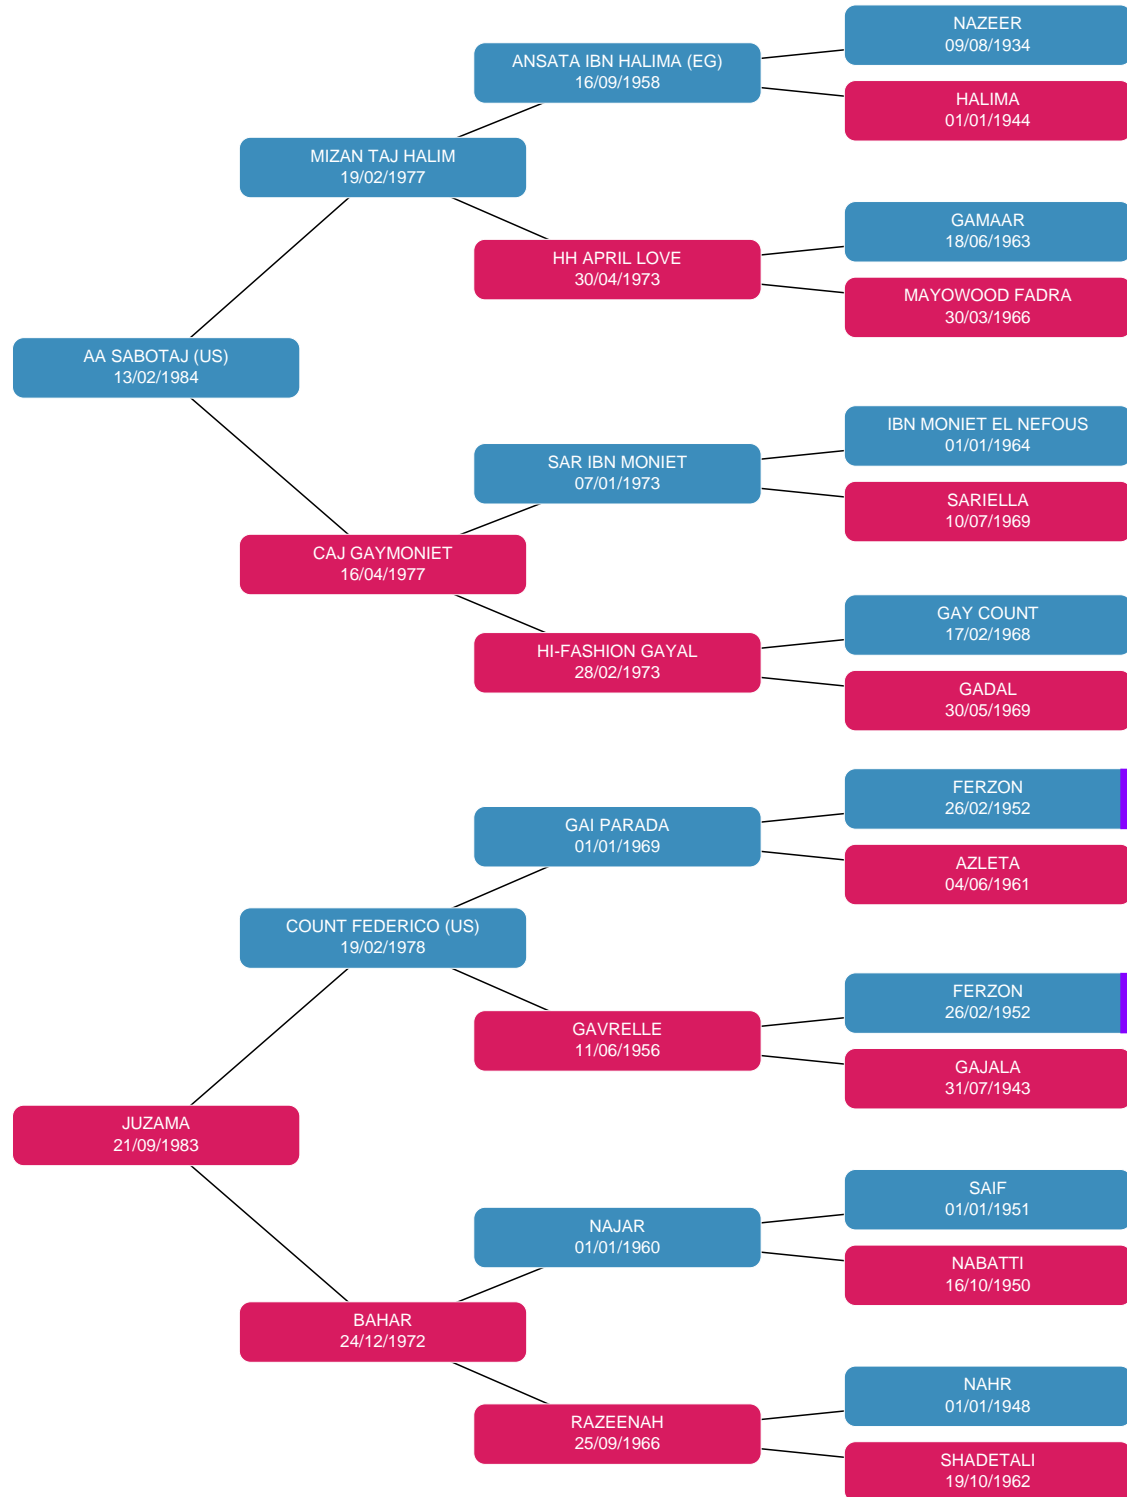 NAZEER
09/08/1934
ANSATA IBN HALIMA (EG)
16/09/1958
HALIMA
01/01/1944
MIZAN TAJ HALIM
19/02/1977
GAMAAR
18/06/1963
HH APRIL LOVE
30/04/1973
MAYOWOOD FADRA
30/03/1966
AA SABOTAJ (US)
13/02/1984
IBN MONIET EL NEFOUS
01/01/1964
SAR IBN MONIET
07/01/1973
SARIELLA
10/07/1969
CAJ GAYMONIET
16/04/1977
GAY COUNT
17/02/1968
HI-FASHION GAYAL
28/02/1973
GADAL
30/05/1969
FERZON
26/02/1952
GAI PARADA
01/01/1969
AZLETA
04/06/1961
COUNT FEDERICO (US)
19/02/1978
FERZON
26/02/1952
GAVRELLE
11/06/1956
GAJALA
31/07/1943
JUZAMA
21/09/1983
SAIF
01/01/1951
NAJAR
01/01/1960
NABATTI
16/10/1950
BAHAR
24/12/1972
NAHR
01/01/1948
RAZEENAH
25/09/1966
SHADETALI
19/10/1962